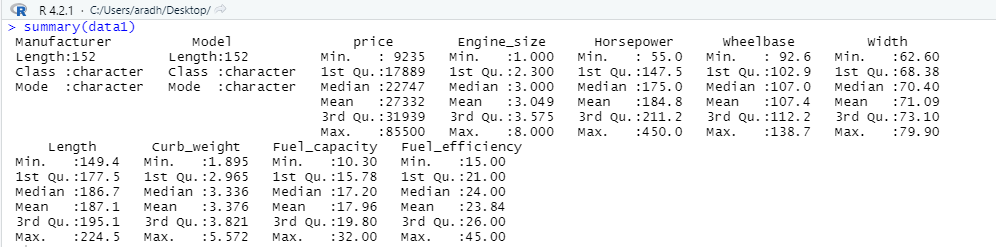 R 4.2.1 · C:/Users/aradh/Desktop/
> summary(data1)
 Manufacturer          Model               price        Engine_size      Horsepower      Wheelbase         Width
 Length:152         Length:152         Min.   : 9235   Min.   :1.000   Min.   : 55.0   Min.   : 92.6   Min.   :62.60
 Class :character   Class :character   1st Qu.:17889   1st Qu.:2.300   1st Qu.:147.5   1st Qu.:102.9   1st Qu.:68.38
 Mode  :character   Mode  :character   Median :22747   Median :3.000   Median :175.0   Median :107.0   Median :70.40
                                       Mean   :27332   Mean   :3.049   Mean   :184.8   Mean   :107.4   Mean   :71.09
                                       3rd Qu.:31939   3rd Qu.:3.575   3rd Qu.:211.2   3rd Qu.:112.2   3rd Qu.:73.10
                                       Max.   :85500   Max.   :8.000   Max.   :450.0   Max.   :138.7   Max.   :79.90
     Length       Curb_weight    Fuel_capacity   Fuel_efficiency
 Min.   :149.4   Min.   :1.895   Min.   :10.30   Min.   :15.00
 1st Qu.:177.5   1st Qu.:2.965   1st Qu.:15.78   1st Qu.:21.00
 Median :186.7   Median :3.336   Median :17.20   Median :24.00
 Mean   :187.1   Mean   :3.376   Mean   :17.96   Mean   :23.84
 3rd Qu.:195.1   3rd Qu.:3.821   3rd Qu.:19.80   3rd Qu.:26.00
 Max.   :224.5   Max.   :5.572   Max.   :32.00   Max.   :45.00